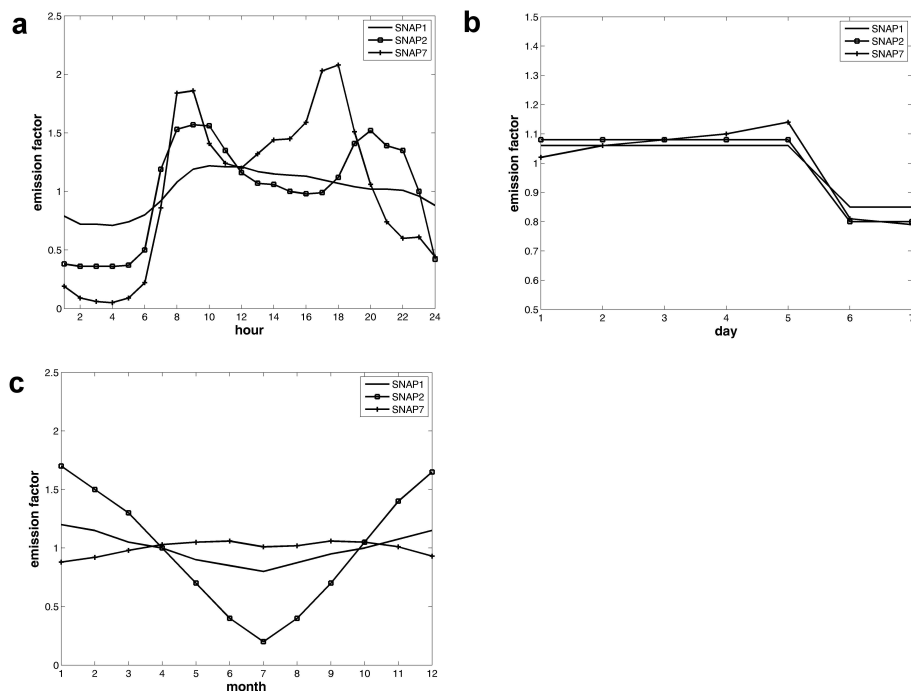 a
2.5
2
1.5
1
0.5
0
emission factor
SNAP1
SNAP2
SNAP7
2 4 6 8 10 12 14 16 18 20 22 24
hour
b
1.5
1.4
1.3
1.2
1.1
1
0.9
0.8
0.7
0.6
0.5
emission factor
SNAP1
SNAP2
SNAP7
1 2 3 4 5 6 7
day
c
2.5
2
1.5
1
0.5
0
emission factor
SNAP1
SNAP2
SNAP7
1 2 3 4 5 6 7 8 9 10 11 12
month